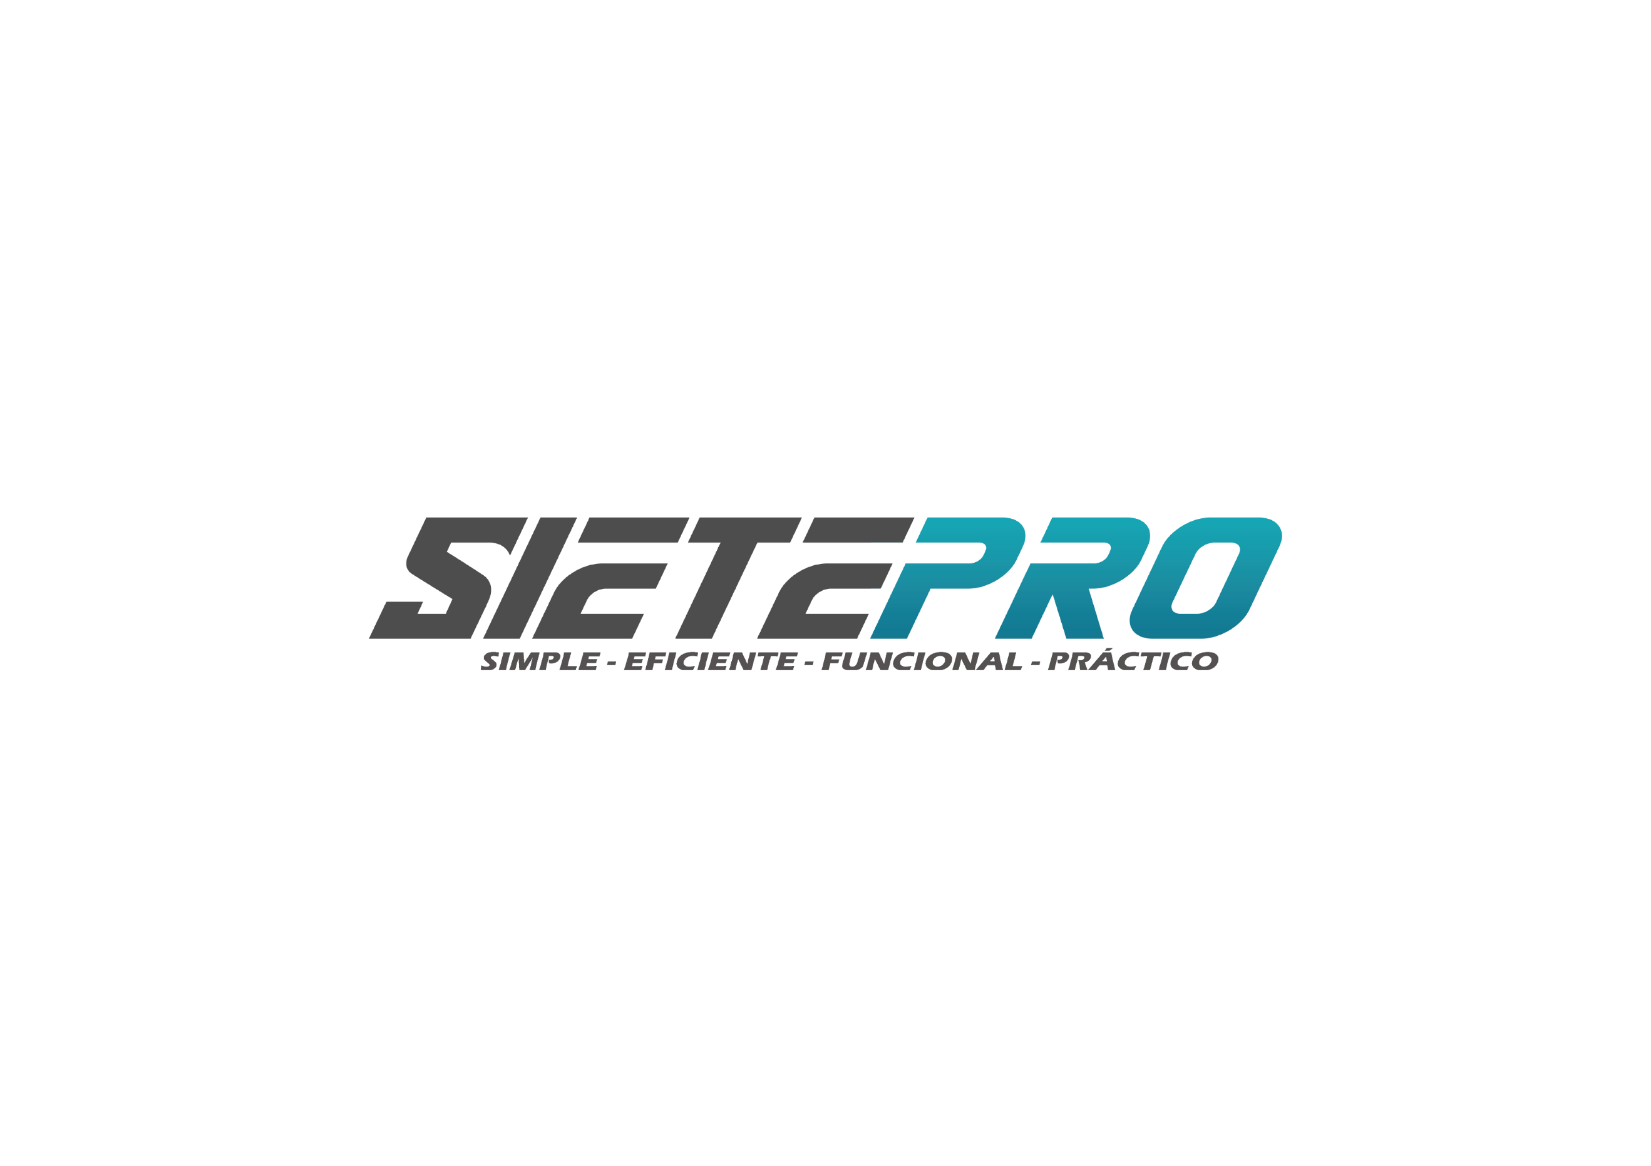 SIETEPRO
SIMPLE - EFICIENTE - FUNCIONAL - PRÁCTICO